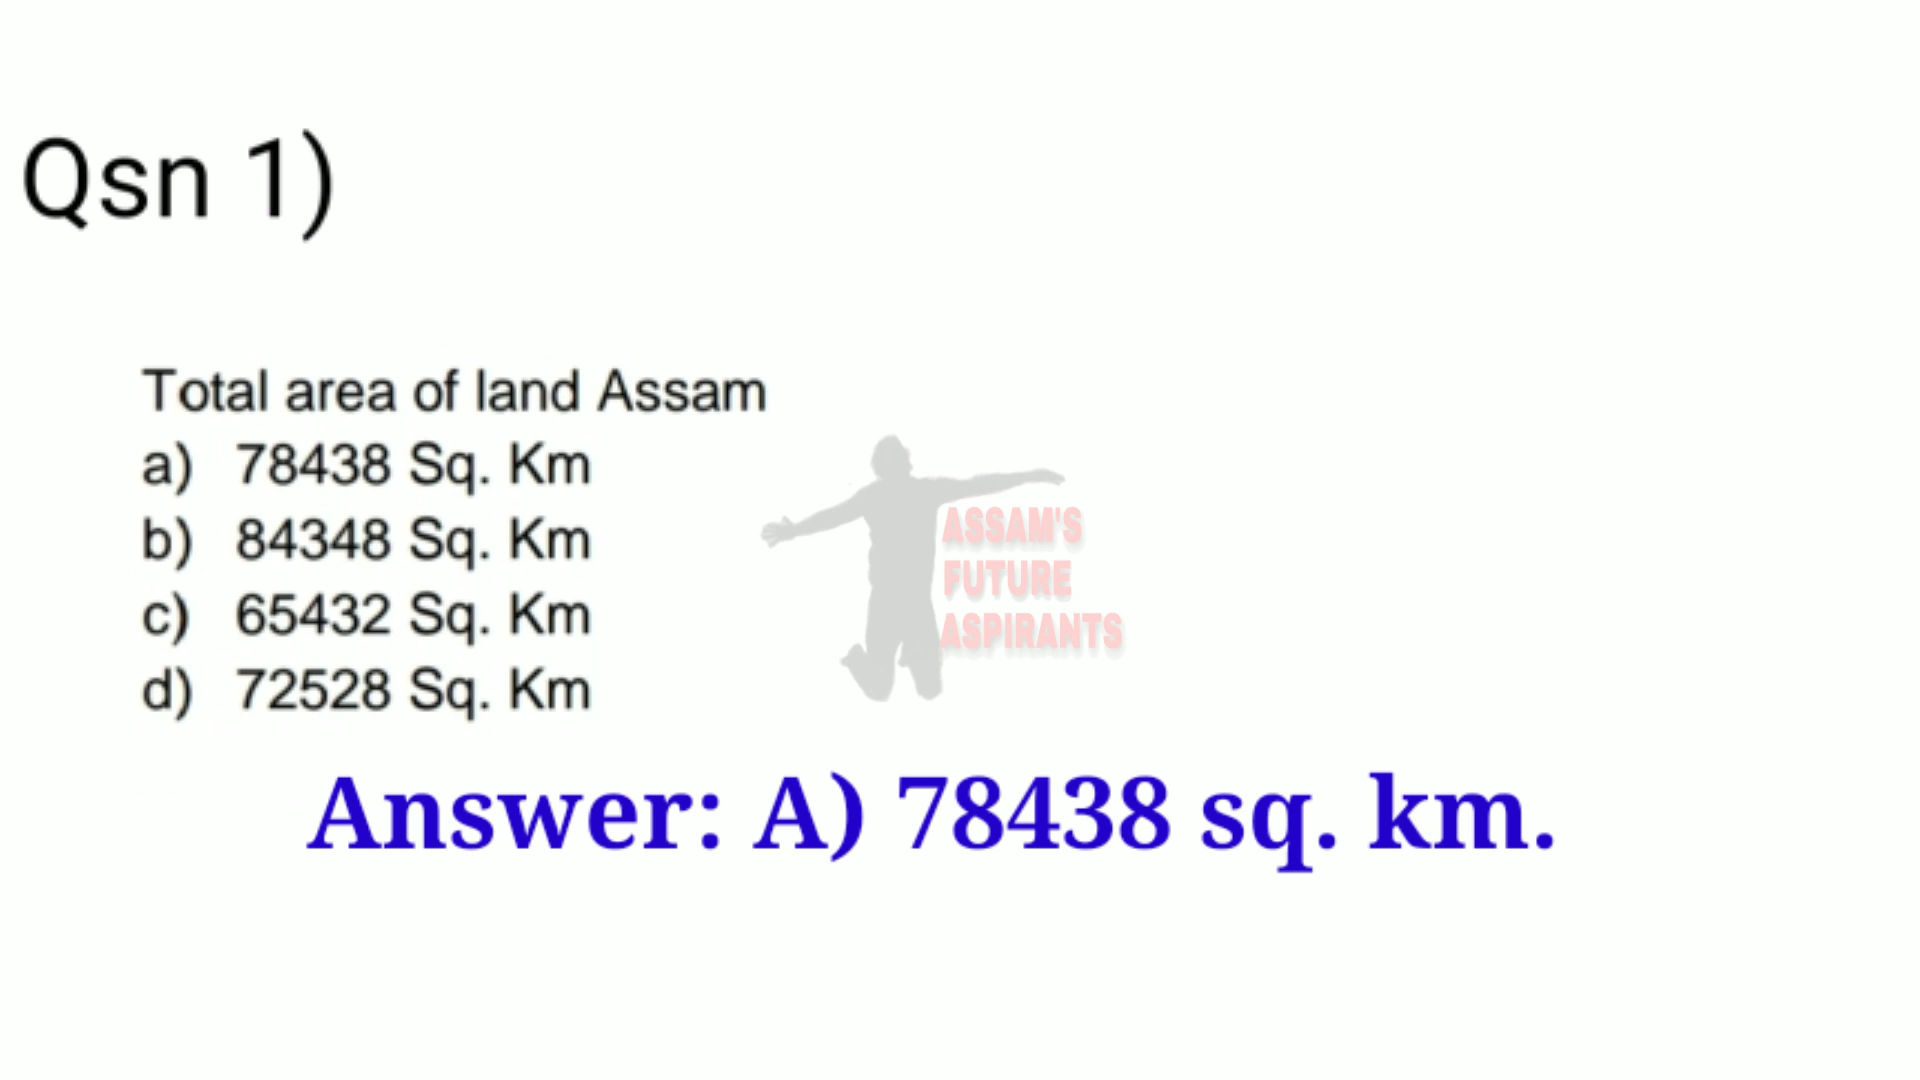 Qsn 1)
Total area of land Assam
a) 78438 Sq. Km
b) 84348 Sq. Km
c) 65432 Sq. Km
d) 72528 Sq. Km
ASSAM'S
FUTURE
ASPIRANTS
Answer: A) 78438 sq. km.